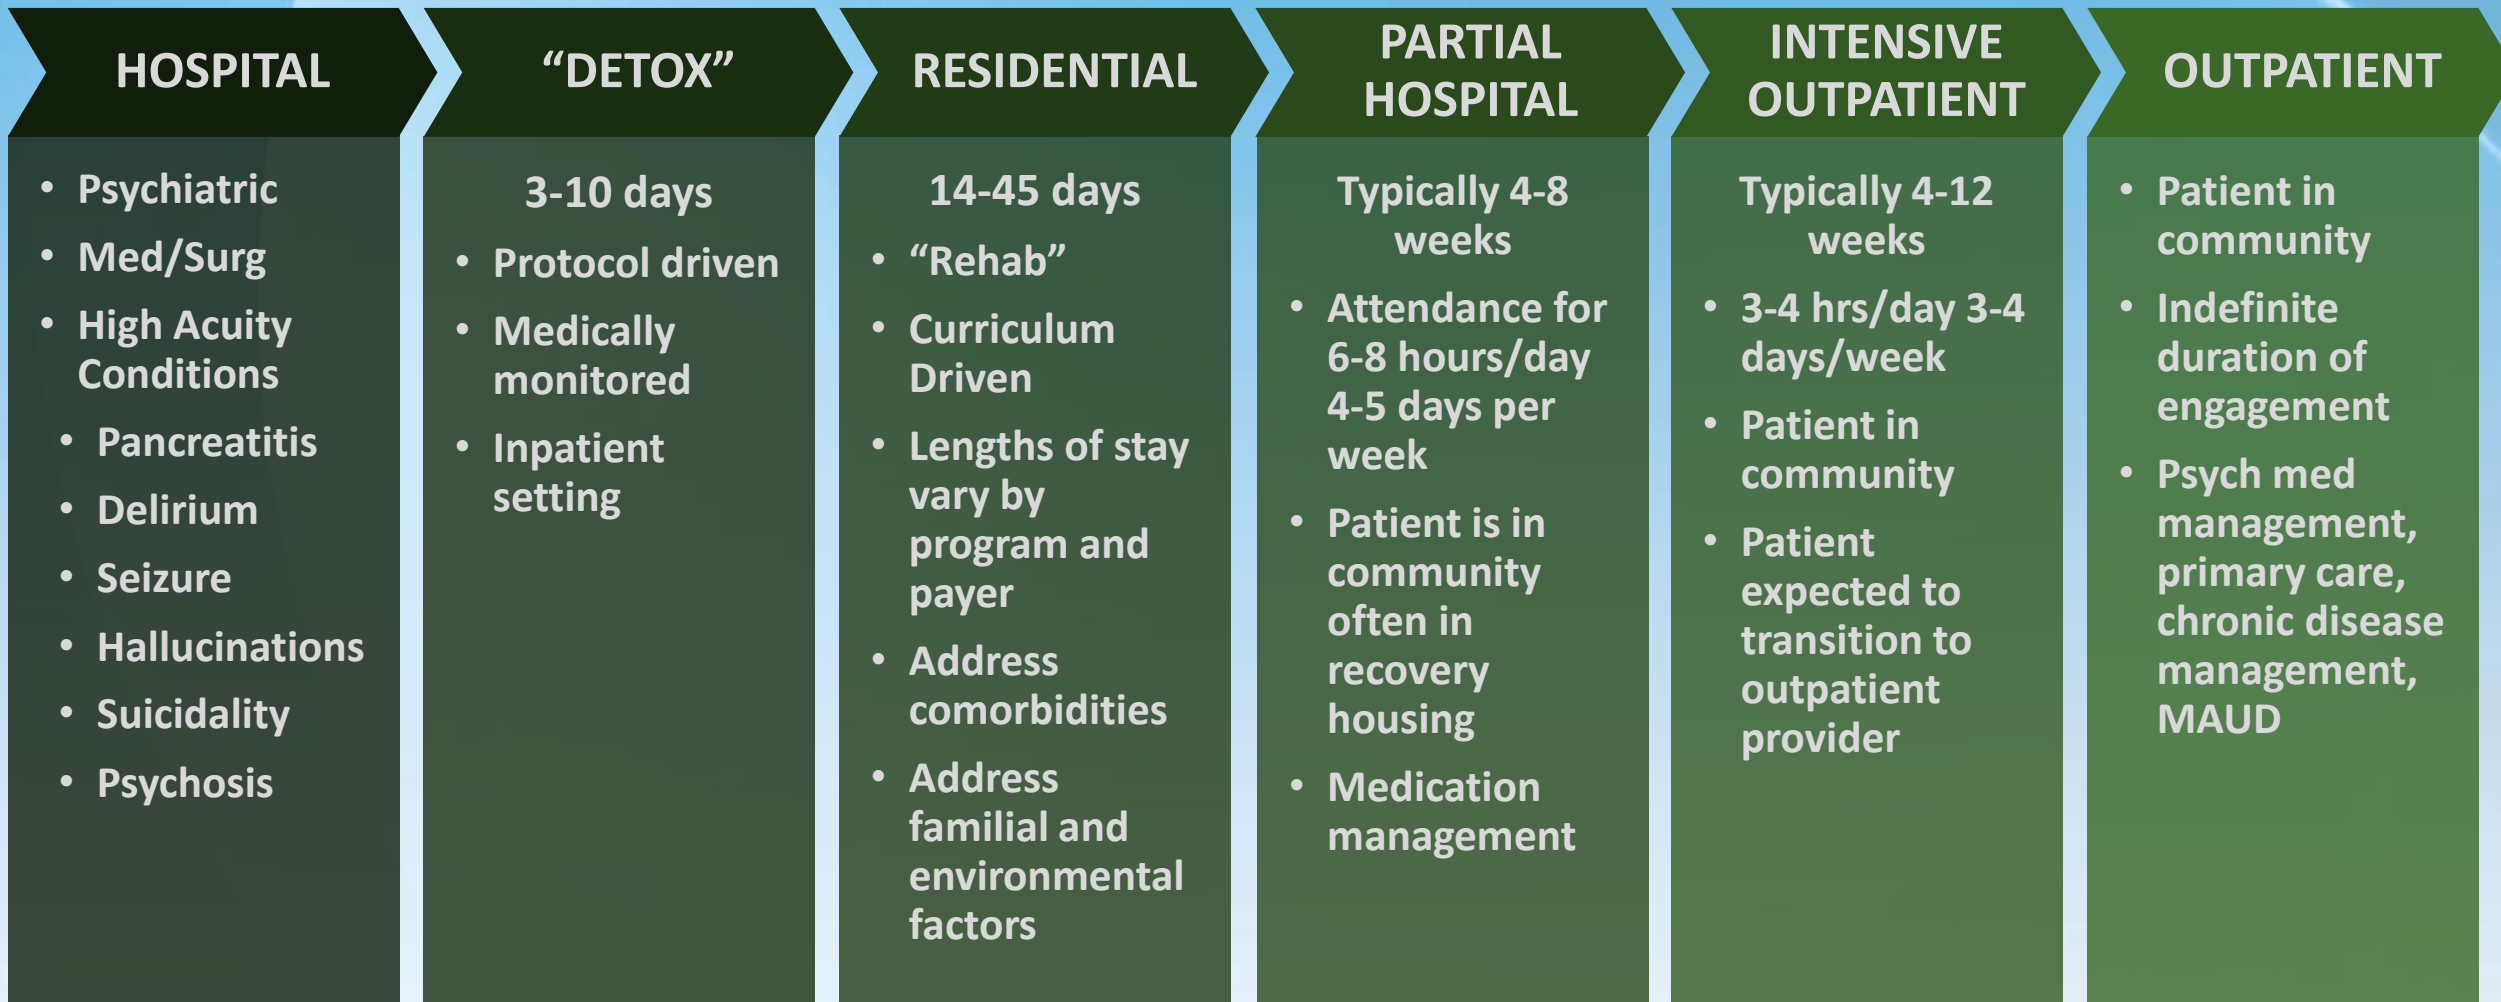 HOSPITAL
• Psychiatric
• Med/Surg
• High Acuity
Conditions
• Pancreatitis
• Delirium
• Seizure
• Hallucinations
• Suicidality
• Psychosis
“DETOX”
3-10 days
• Protocol driven
• Medically
monitored
• Inpatient
setting
RESIDENTIAL
14-45 days
• “Rehab”
• Curriculum
Driven
• Lengths of stay
vary by
program and
payer
• Address
comorbidities
• Address
familial and
environmental
factors
PARTIAL
HOSPITAL
Typically 4-8
weeks
• Attendance for
6-8 hours/day
4-5 days per
week
• Patient is in
community
often in
recovery
housing
• Medication
management
INTENSIVE
OUTPATIENT
Typically 4-12
weeks
• 3-4 hrs/day 3-4
days/week
• Patient in
community
• Patient
expected to
transition to
outpatient
provider
OUTPATIENT
• Patient in
community
• Indefinite
duration of
engagement
• Psych med
management,
primary care,
chronic disease
management,
MAUD